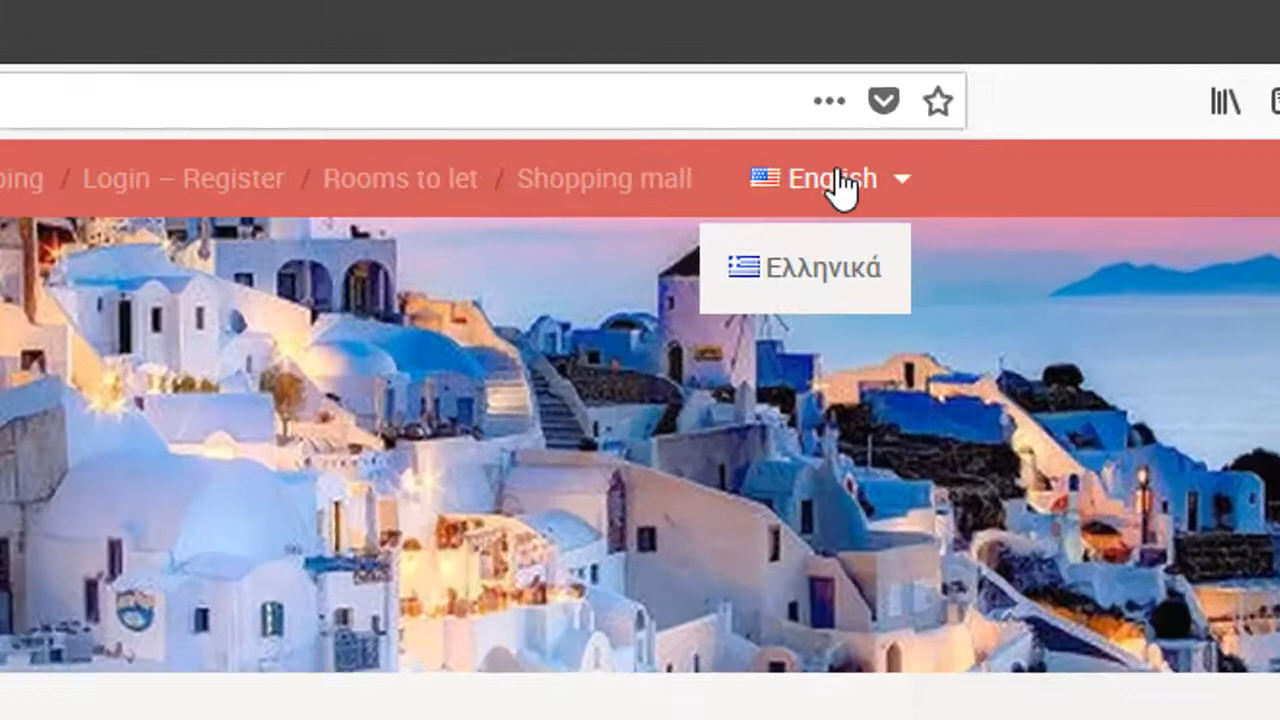 ping / Login – Register / Rooms to let / Shopping mall English
Ελληνικά